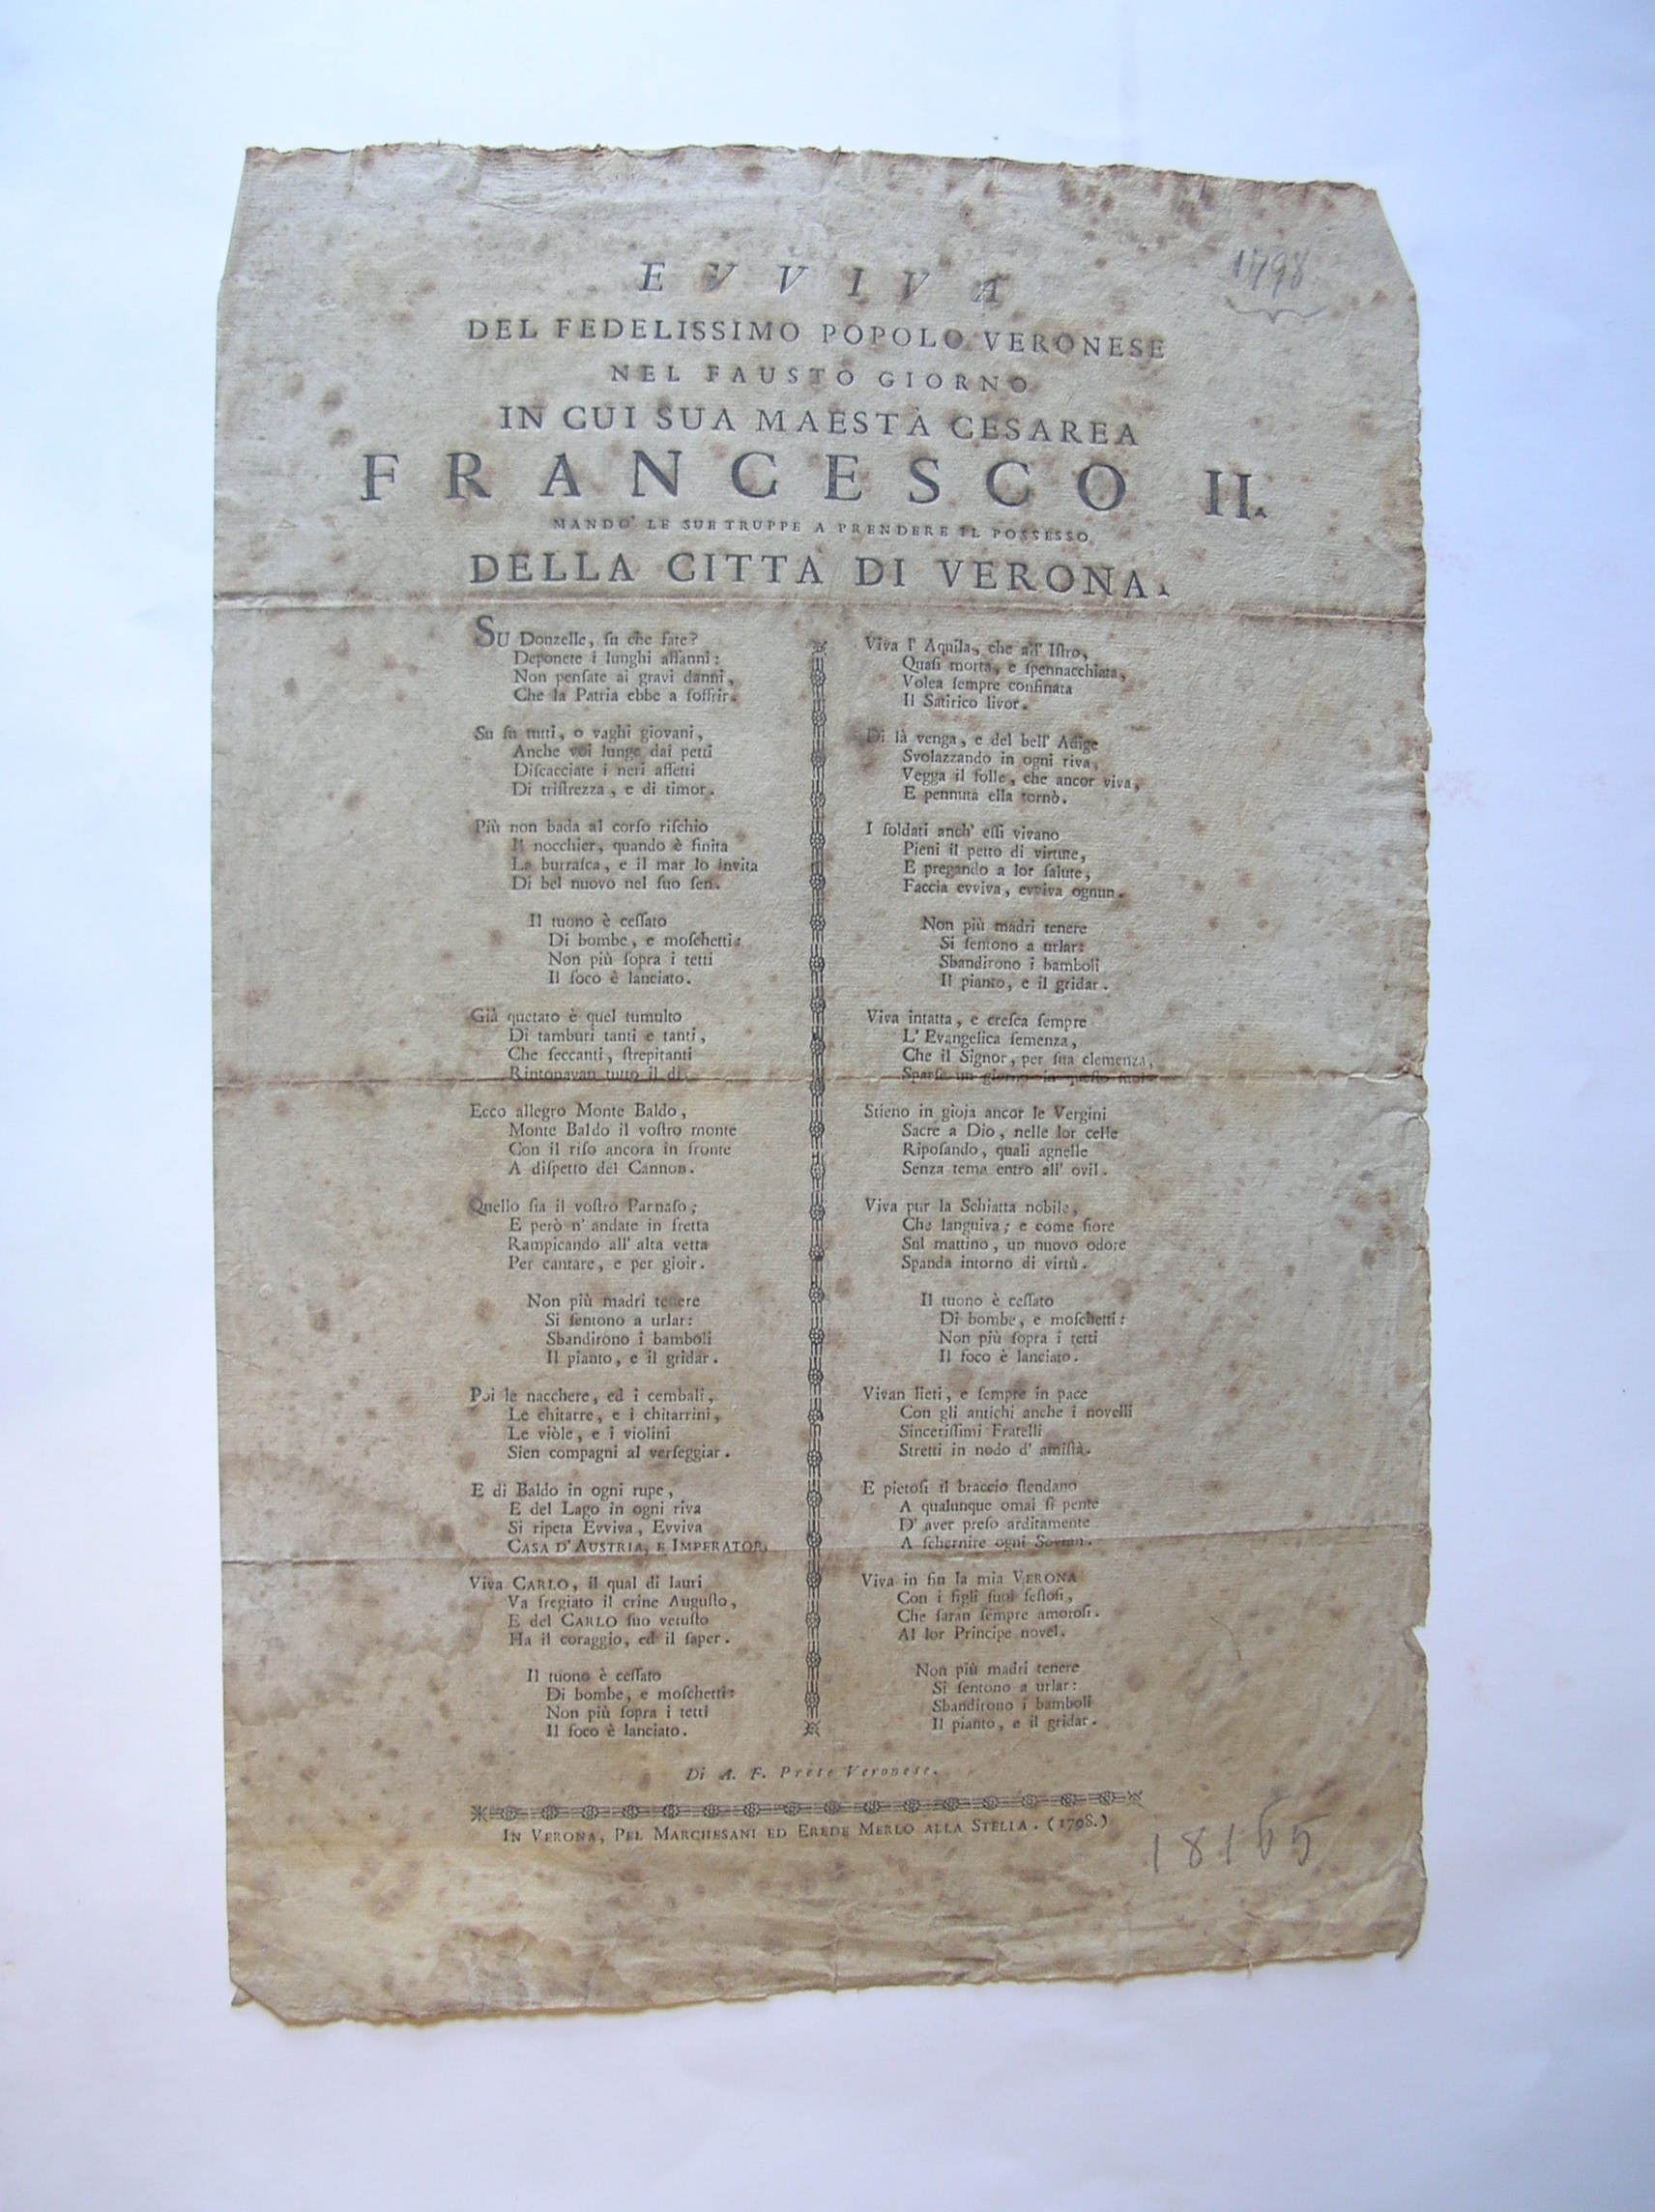 EVVIVA
1798
DEL FEDELISSIMO POPOLO VERONESE
NEL FAUSTO GIORNO
IN CUI SUA MAESTÀ CESAREA
FRANCESCO II.
MANDO' LE SUE TRUPPE A PRENDERE IL POSSESSO
DELLA CITTÀ DI VERONA.
SU Donzelle, ſu che fate?
Deponete i lunghi affanni:
Non penſate ai gravi danni,
Che la Patria ebbe a ſoffrir.
Su ſu tutti, o vaghi giovani,
Anche voi lunge dai petti
Diſcacciate i neri affetti
Di triſtezza, e di timor.
Più non bada al corſo riſchio
Il nocchier, quando è finita
La burraſca, e il mar lo invita
Di bel nuovo nel ſuo ſen.
Il tuono è ceſſato
Di bombe, e moſchetti:
Non più ſopra i tetti
Il foco è lanciato.
Già quetato è quel tumulto
Di tamburi tanti e tanti,
Che ſeccanti, ſtrepitanti
Rintonavan tutto il dì.
Ecco allegro Monte Baldo,
Monte Baldo il voſtro monte
Con il riſo ancora in fronte
A diſpetto del Cannon.
Quello ſia il voſtro Parnaſo;
E però n' andate in fretta
Rampicando all' alta vetta
Per cantare, e per gioir.
Non più madri tenere
Si ſentono a urlar:
Sbandirono i bamboli
Il pianto, e il gridar.
Poi le nacchere, ed i cembali,
Le chitarre, e i chitarrini,
Le viòle, e i violini
Sien compagni al verſeggiar.
E di Baldo in ogni rupe,
E del Lago in ogni riva
Si ripeta Evviva, Evviva
CASA D'AUSTRIA, E IMPERATOR.
Viva CARLO, il qual di lauri
Va fregiato il crine Auguſto,
E del CARLO ſuo vetuſto
Ha il coraggio, ed il ſaper.
Il tuono è ceſſato
Di bombe, e moſchetti:
Non più ſopra i tetti
Il foco è lanciato.
Viva l' Aquila, che all' Iſtro,
Quaſi morta, e ſpennacchiata,
Volea ſempre confinata
Il Satirico livor.
Di là venga, e del bell' Adige
Svolazzando in ogni riva,
Vegga il folle, che ancor viva,
E pennuta ella tornò.
I ſoldati anch' eſſi vivano
Pieni il petto di virtute,
E pregando a lor ſalute,
Faccia evviva, evviva ognun.
Non più madri tenere
Si ſentono a urlar:
Sbandirono i bamboli
Il pianto, e il gridar.
Viva intatta, e creſca ſempre
L' Evangelica ſemenza,
Che il Signor, per ſua clemenza,
Sparſe un giorno in queſto
Stieno in gioja ancor le Vergini
Sacre a Dio, nelle lor celle
Ripoſando, quali agnelle
Senza tema entro all' ovil.
Viva pur la Schiatta nobile,
Che languiva; e come fiore
Sul mattino, un nuovo odore
Spanda intorno di virtù.
Il tuono è ceſſato
Di bombe, e moſchetti:
Non più ſopra i tetti
Il foco è lanciato.
Vivan lieti, e ſempre in pace
Con gli antichi anche i novelli
Sinceriſſimi Fratelli
Stretti in nodo d' amiſtà.
E pietoſi il braccio ſtendano
A qualunque omai ſi pente
D' aver preſo arditamente
A ſchernire ogni Sovran.
Viva in fin la mia VERONA
Con i figli ſuoi feſtoſi,
Che ſaran ſempre amoroſi.
Al lor Principe novel.
Non più madri tenere
Si ſentono a urlar:
Sbandirono i bamboli
Il pianto, e il gridar.
Di A. F. Prete Veronese.
IN VERONA, PEL MARCHESANI ED EREDE MERLO ALLA STELLA. (1798.)
18165